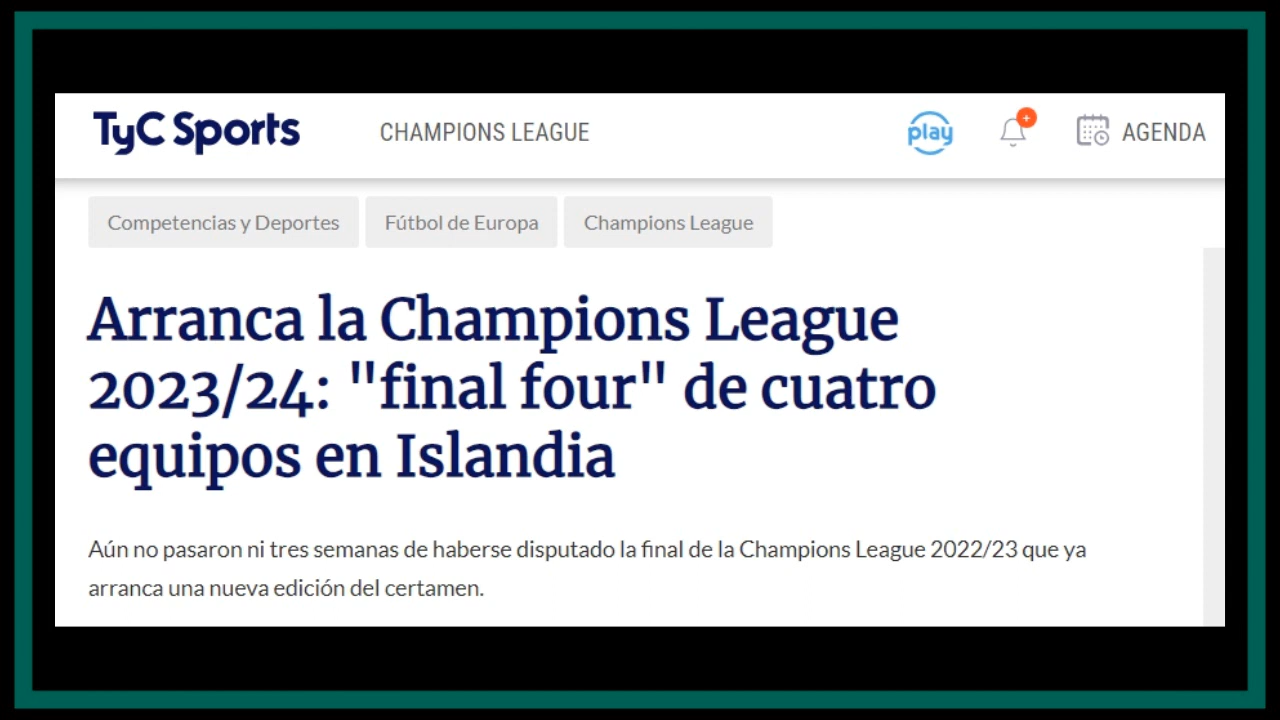 TyC Sports
CHAMPIONS LEAGUE
play
+
AGENDA
Competencias y Deportes
Fútbol de Europa
Champions League
Arranca la Champions League
2023/24: "final four" de cuatro
equipos en Islandia
Aún no pasaron ni tres semanas de haberse disputado la final de la Champions League 2022/23 que ya
arranca una nueva edición del certamen.